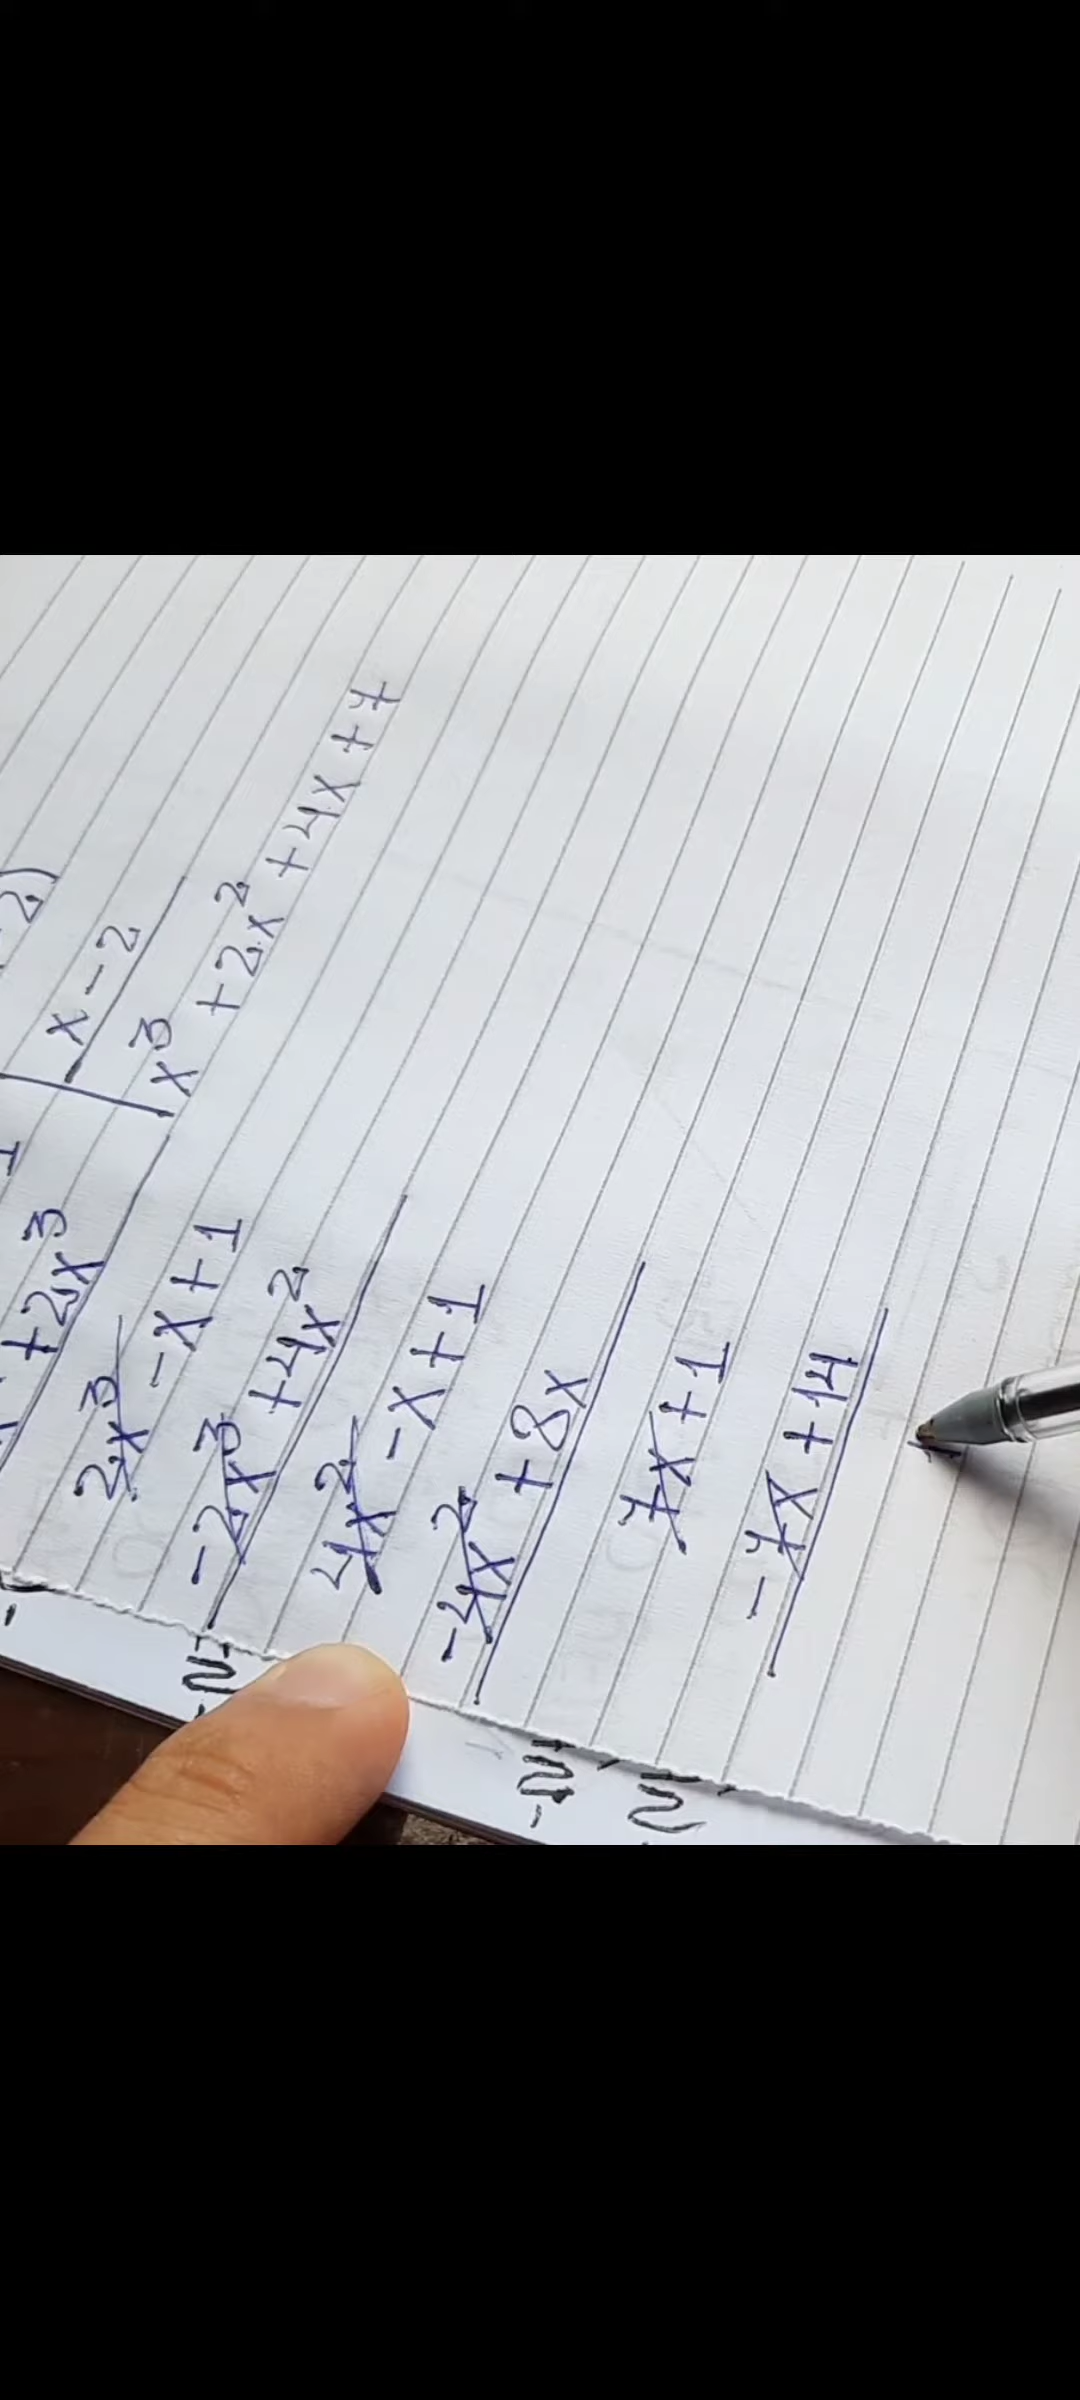 2)
1 | x - 2
+ 2x³ | x³ + 2x² + 4x + 7
2x³ - x + 1
- 2x³ + 4x²
4x² - x + 1
- 4x² + 8x
7x + 1
- 7x + 14